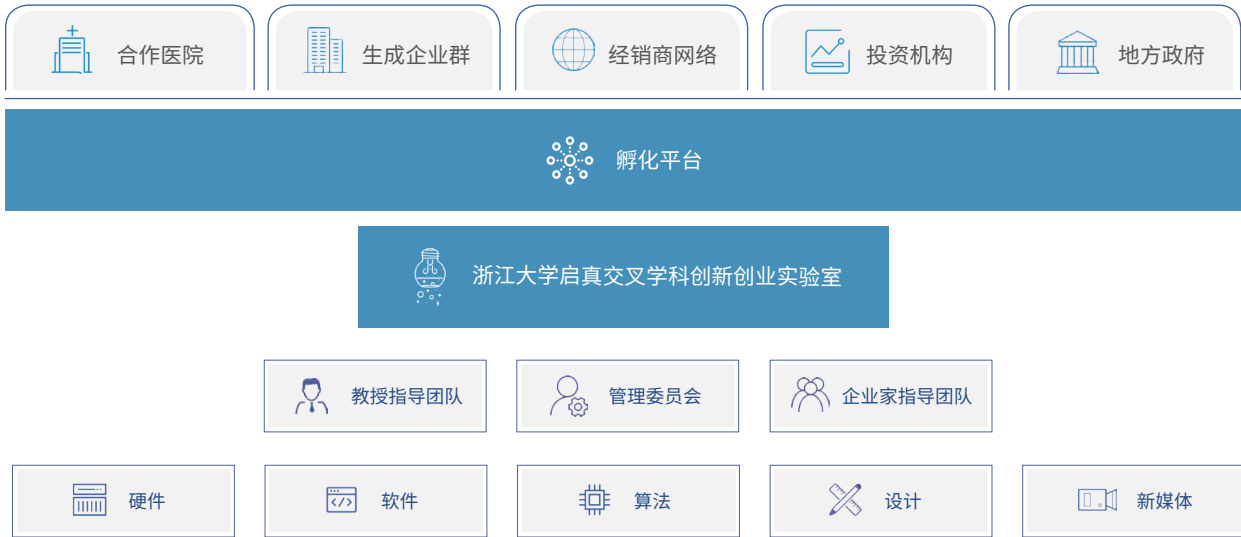 合作医院
生成企业群
经销商网络
投资机构
地方政府
孵化平台
浙江大学启真交叉学科创新创业实验室
教授指导团队
管理委员会
企业家指导团队
硬件
软件
算法
设计
新媒体